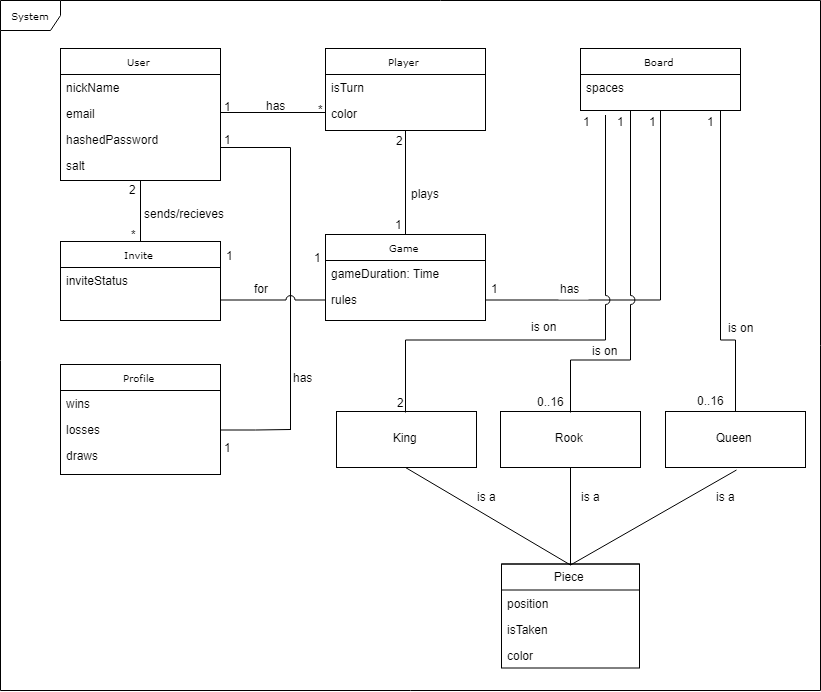 System
User
nickName
email
hashedPassword
salt
Player
isTurn
color
Board
spaces
1
has
*
1
2
sends/recieves
*
2
plays
1
1
1
1
1
Invite
inviteStatus
1
for
1
Game
gameDuration: Time
rules
1
has
is on
is on
is on
Profile
wins
losses
draws
has
1
2
0..16
0..16
King
Rook
Queen
is a
is a
is a
Piece
position
isTaken
color